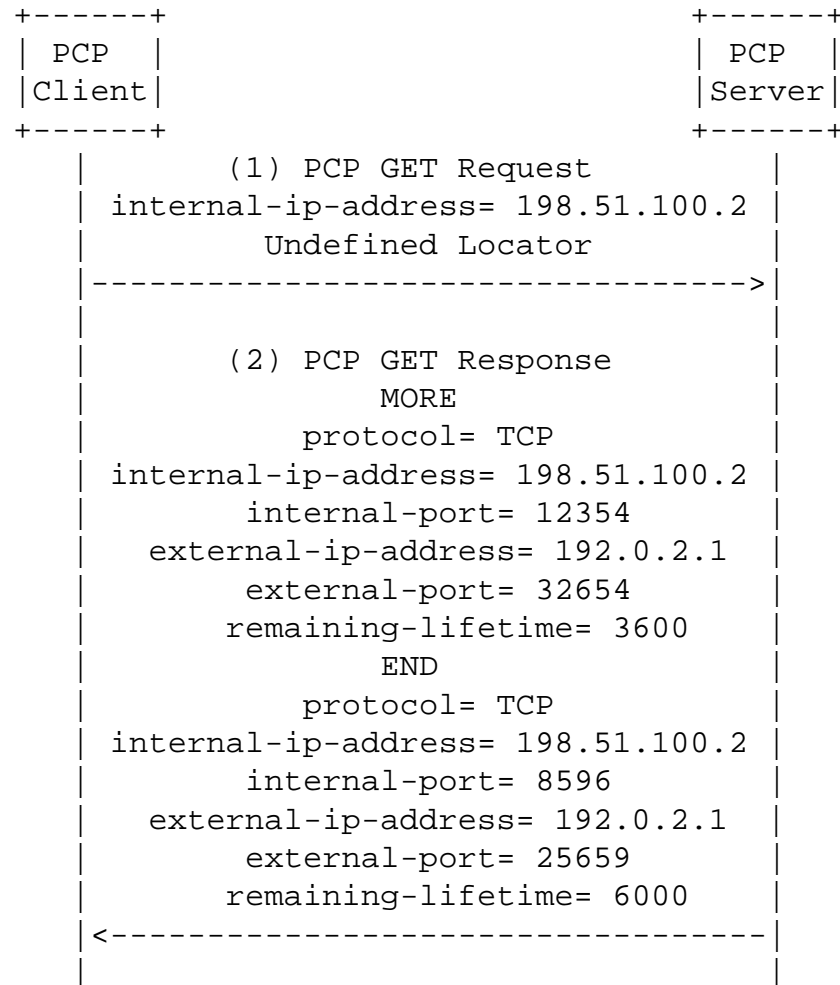 +------+ +------+
| PCP | | PCP |
|Client| |Server|
+------+ +------+
| (1) PCP GET Request |
| internal-ip-address= 198.51.100.2 |
| Undefined Locator |
|---------------------------------->|
| |
| (2) PCP GET Response |
| MORE |
| protocol= TCP |
| internal-ip-address= 198.51.100.2 |
| internal-port= 12354 |
| external-ip-address= 192.0.2.1 |
| external-port= 32654 |
| remaining-lifetime= 3600 |
| END |
| protocol= TCP |
| internal-ip-address= 198.51.100.2 |
| internal-port= 8596 |
| external-ip-address= 192.0.2.1 |
| external-port= 25659 |
| remaining-lifetime= 6000 |
|<----------------------------------|
| |